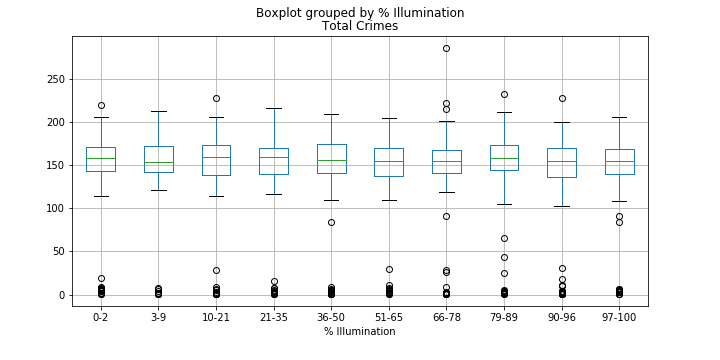 Boxplot grouped by % Illumination
Total Crimes
250
200
150
100
50
0
0-2 3-9 10-21 21-35 36-50 51-65 66-78 79-89 90-96 97-100
% Illumination